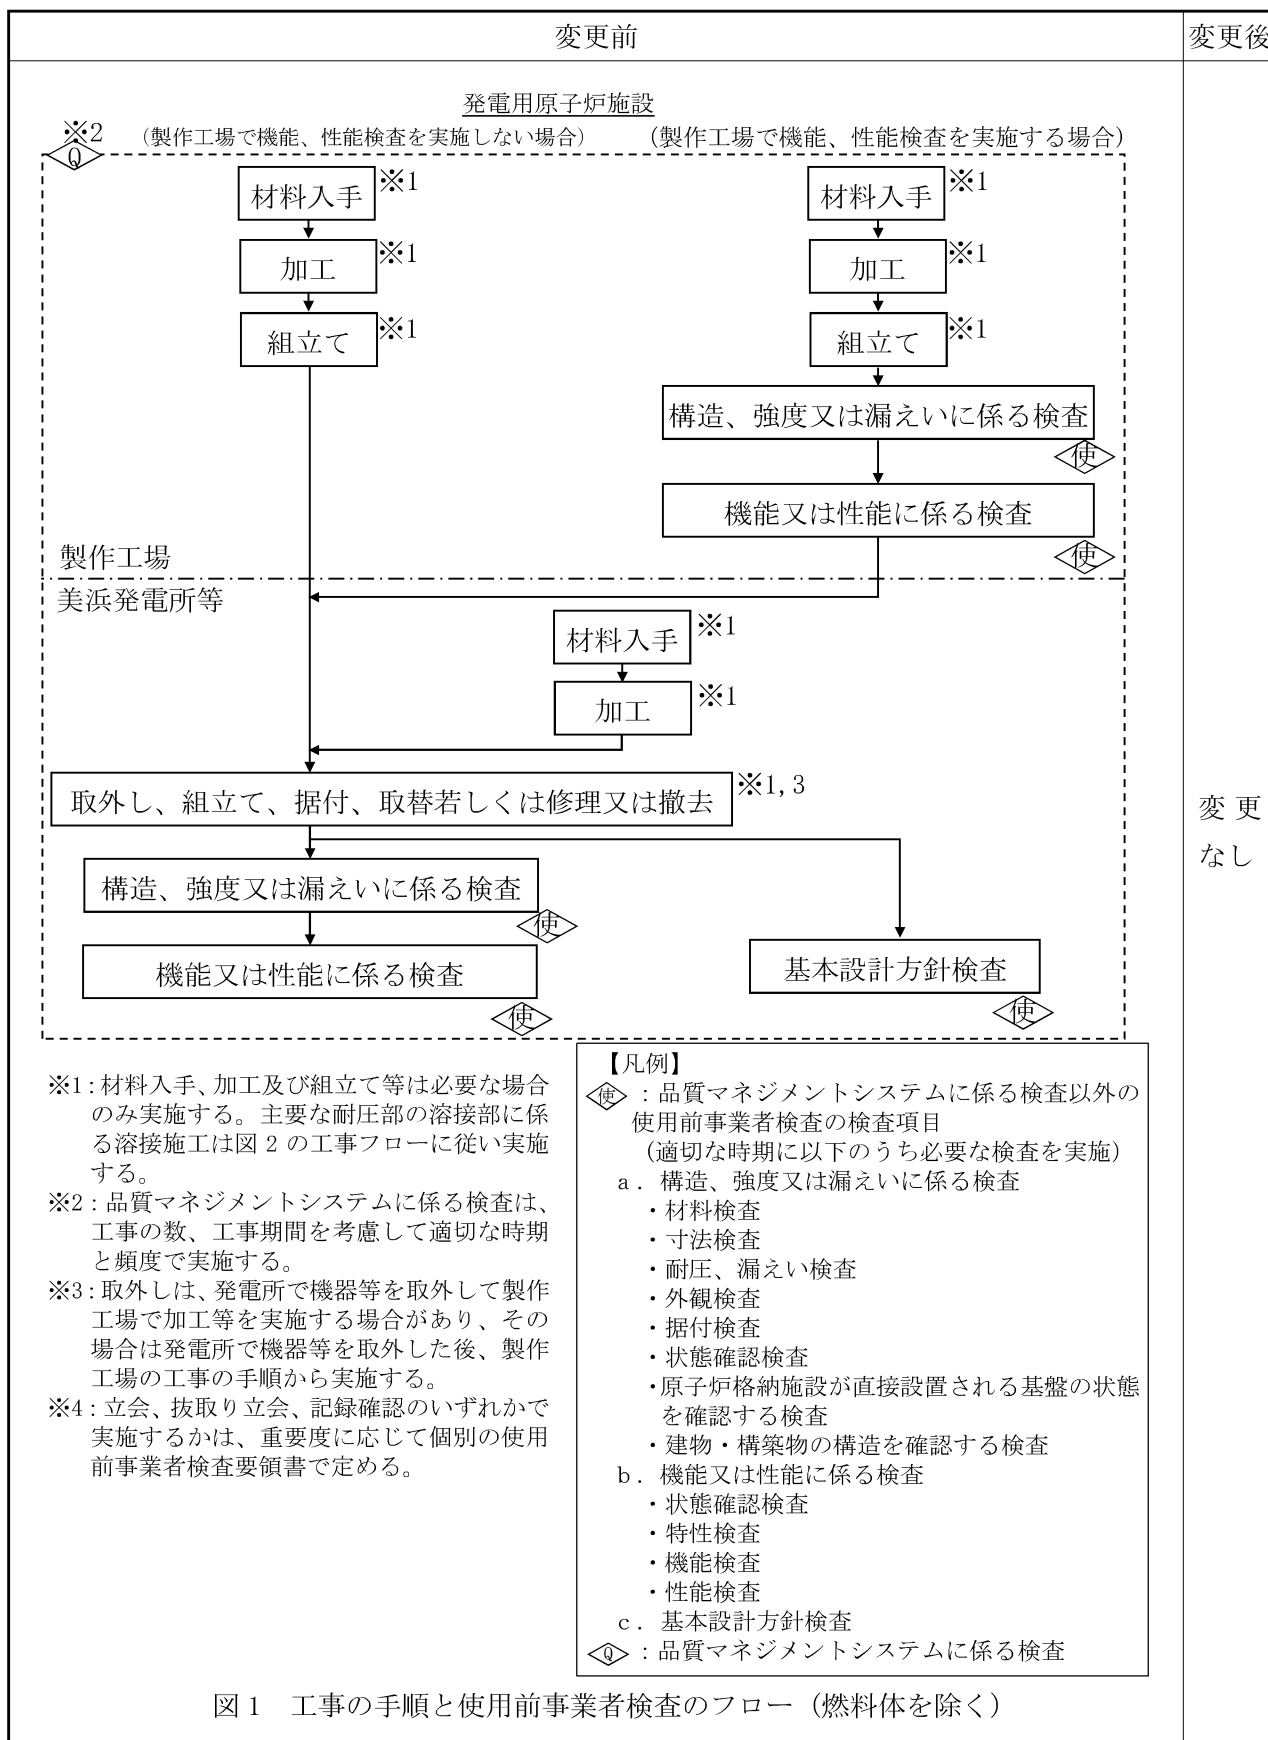 変更前
変更後
発電用原子炉施設
※2
(製作工場で機能、性能検査を実施しない場合)
(製作工場で機能、性能検査を実施する場合)
Q
材料入手
※1
加工
※1
組立て
※1
材料入手
※1
加工
※1
組立て
※1
構造、強度又は漏えいに係る検査
使
機能又は性能に係る検査
使
製作工場
美浜発電所等
材料入手
※1
加工
※1
取外し、組立て、据付、取替若しくは修理又は撤去
※1,3
構造、強度又は漏えいに係る検査
使
機能又は性能に係る検査
使
基本設計方針検査
使
変更
なし
※1:材料入手、加工及び組立て等は必要な場合
のみ実施する。主要な耐圧部の溶接部に係
る溶接施工は図2の工事フローに従い実施
する。
※2:品質マネジメントシステムに係る検査は、
工事の数、工事期間を考慮して適切な時期
と頻度で実施する。
※3:取外しは、発電所で機器等を取外して製作
工場で加工等を実施する場合があり、その
場合は発電所で機器等を取外した後、製作
工場の工事の手順から実施する。
※4:立会、抜取り立会、記録確認のいずれかで
実施するかは、重要度に応じて個別の使用
前事業者検査要領書で定める。
【凡例】
使:品質マネジメントシステムに係る検査以外の
使用前事業者検査の検査項目
(適切な時期に以下のうち必要な検査を実施)
a.構造、強度又は漏えいに係る検査
・材料検査
・寸法検査
・耐圧、漏えい検査
・外観検査
・据付検査
・状態確認検査
・原子炉格納施設が直接設置される基盤の状態
を確認する検査
・建物・構築物の構造を確認する検査
b.機能又は性能に係る検査
・状態確認検査
・特性検査
・機能検査
・性能検査
c.基本設計方針検査
Q:品質マネジメントシステムに係る検査
図1 工事の手順と使用前事業者検査のフロー(燃料体を除く)